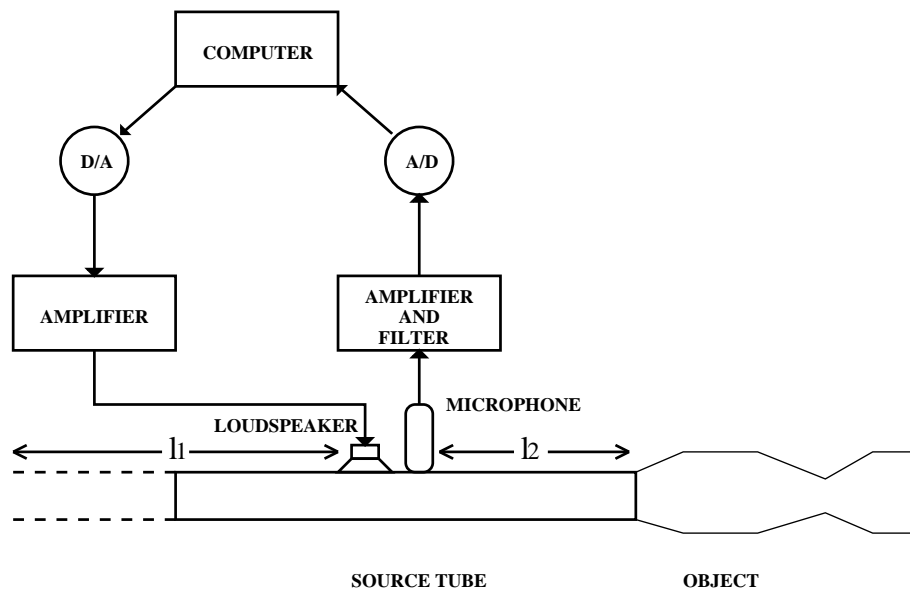 COMPUTER
D/A
A/D
AMPLIFIER
AMPLIFIER
AND
FILTER
MICROPHONE
LOUDSPEAKER
l1
l2
SOURCE TUBE
OBJECT